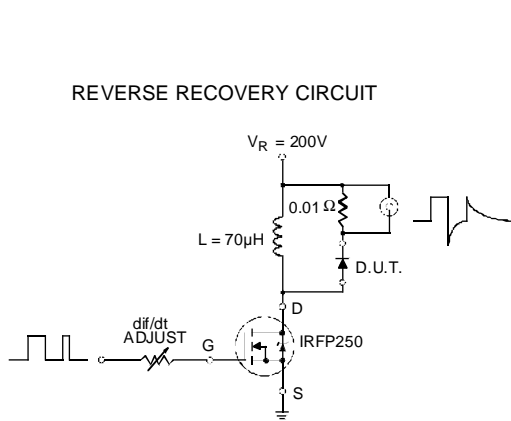 REVERSE RECOVERY CIRCUIT
VR = 200V
0.01 Ω
L = 70μH
D.U.T.
D
dif/dt
ADJUST
G
IRFP250
S